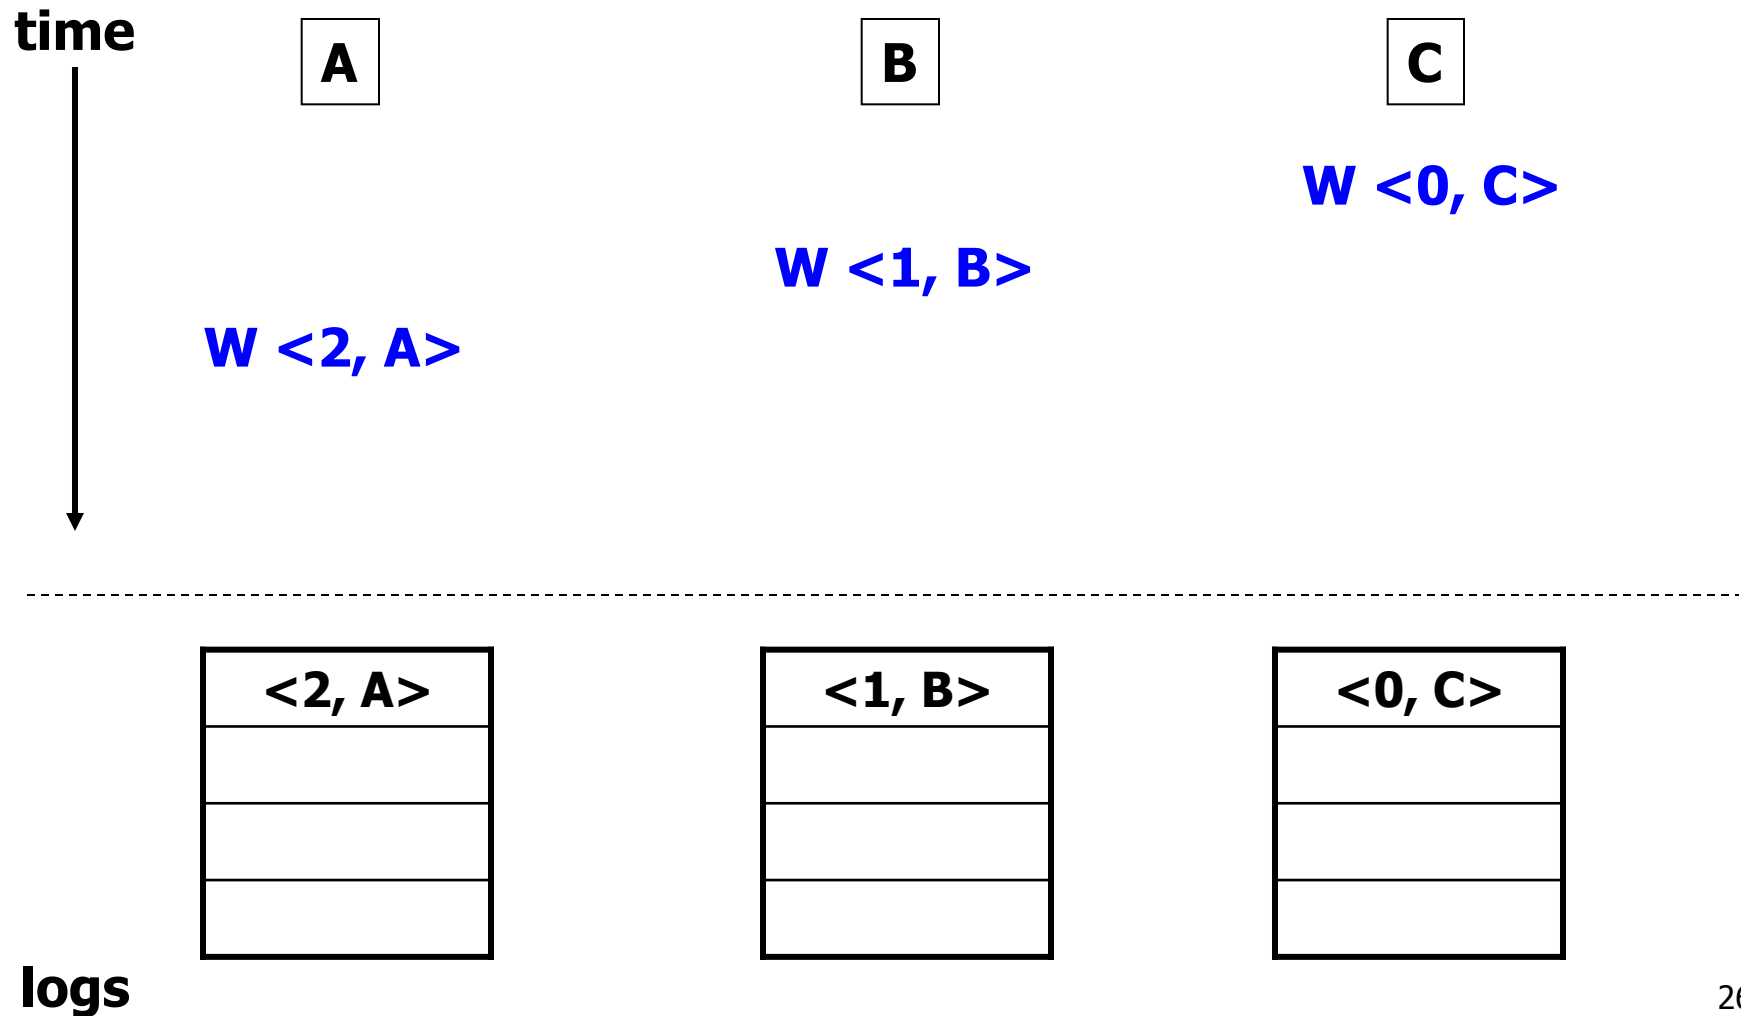 time
A
B
C
W <0, C>
W <1, B>
W <2, A>
<2, A>
<1, B>
<0, C>
logs